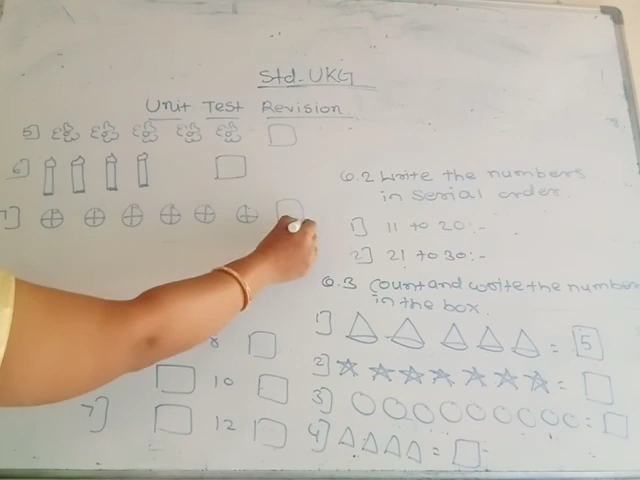 Std. UKG
Unit Test Revision
5]
6]
7]
8
10
7] 12
Q.2 Write the numbers
in serial order.
1] 11 to 20:-
2] 21 to 30:-
Q.3 Count and write the number
in the box.
1] = 5
2] =
3] =
4] =